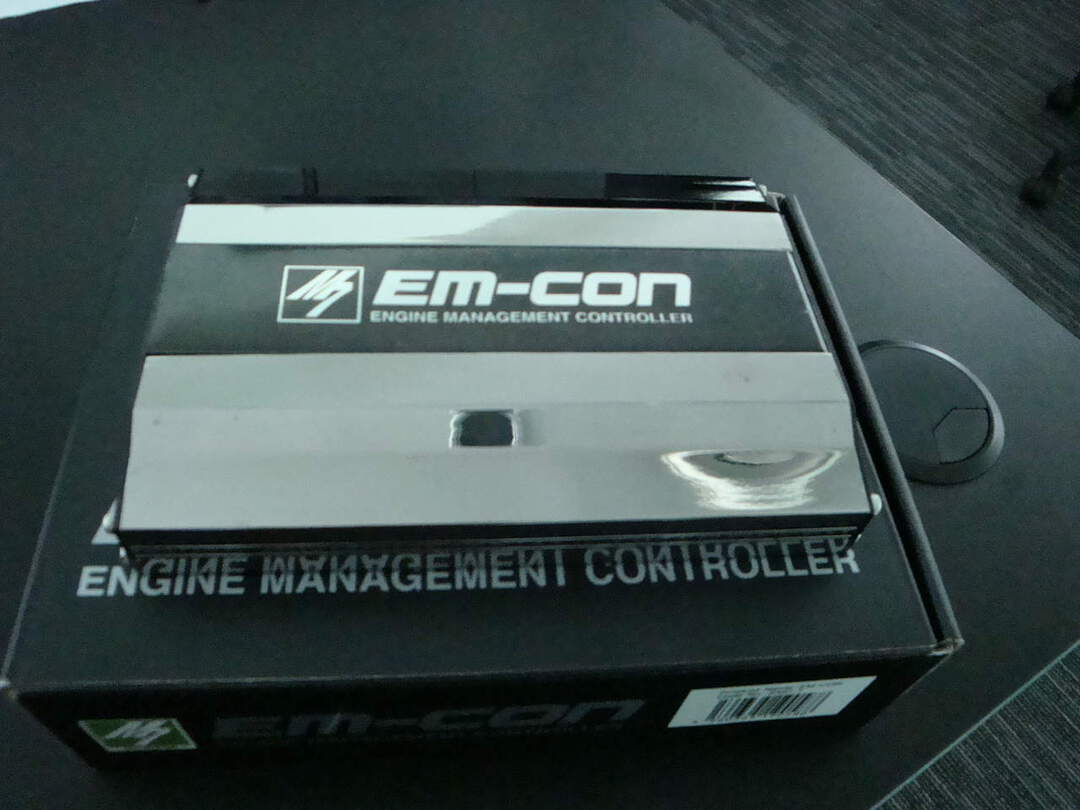 EM-CON
ENGINE MANAGEMENT CONTROLLER
ENGINE MANAGEMENT CONTROLLER
EM-CON